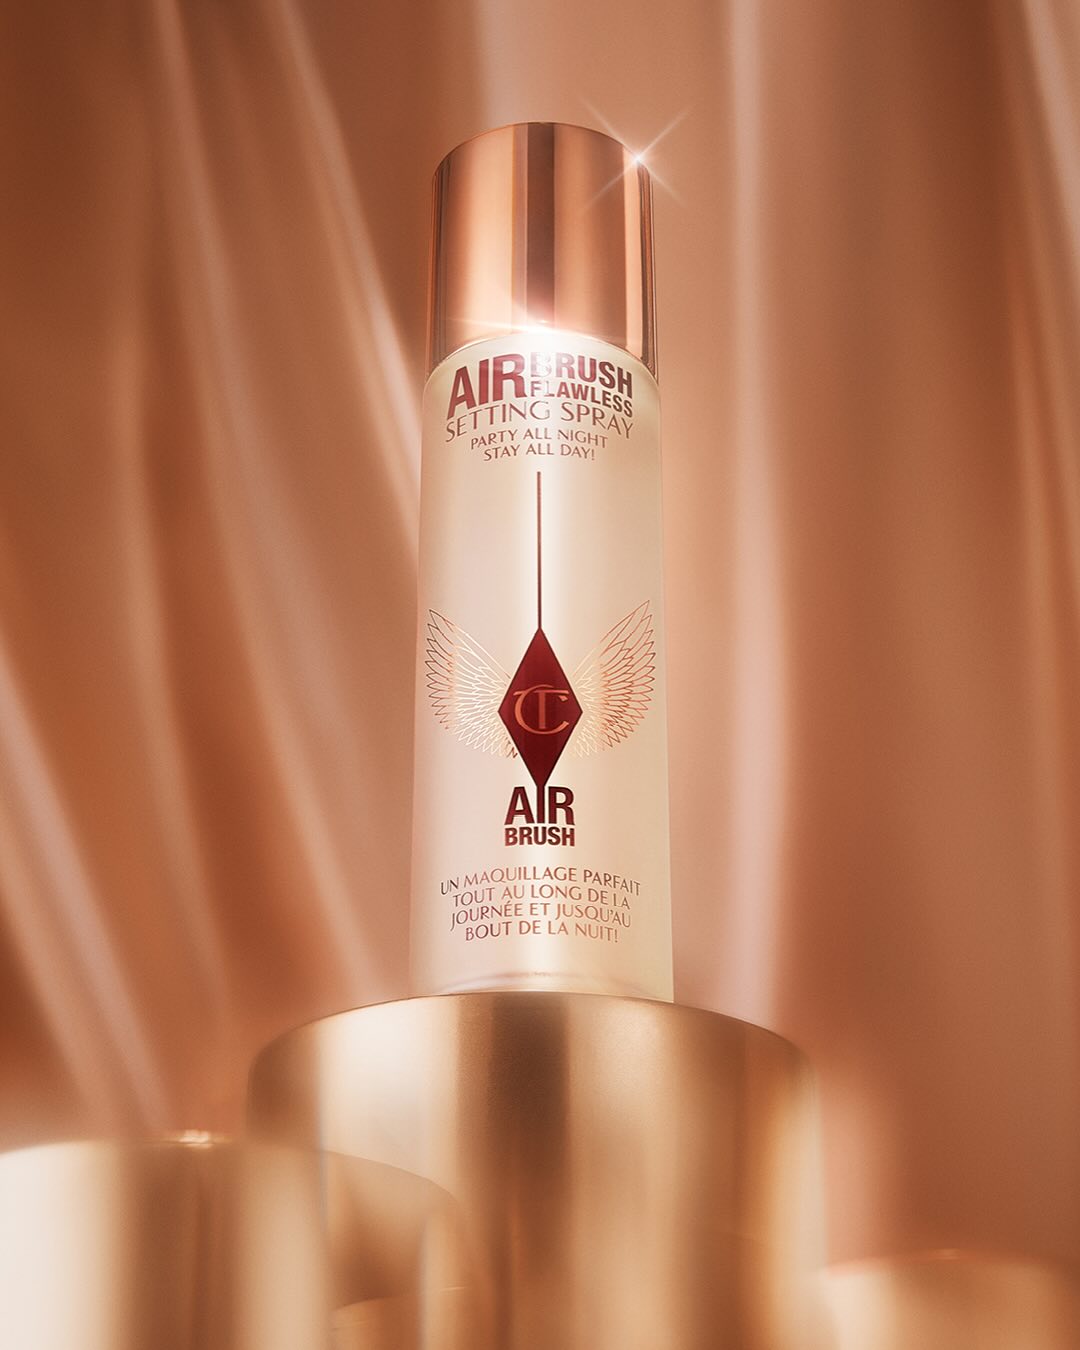 AIRBRUSH
FLAWLESS
SETTING SPRAY
PARTY ALL NIGHT
STAY ALL DAY!
CT
AIR
BRUSH
UN MAQUILLAGE PARFAIT
TOUT AU LONG DE LA
JOURNÉE ET JUSQU'AU
BOUT DE LA NUIT!